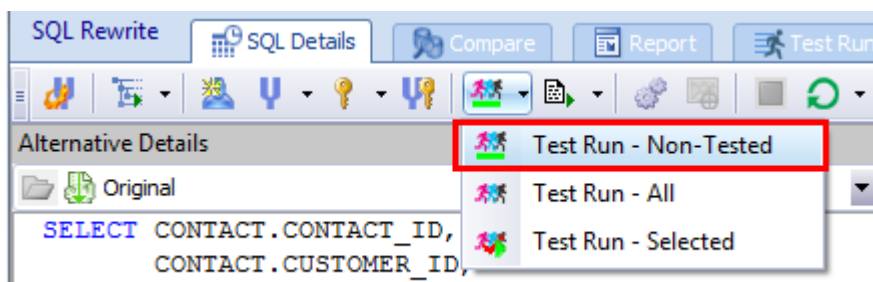 SQL Rewrite SQL Details Compare Report Test Run
Alternative Details
Test Run - Non-Tested
Original
Test Run - All
SELECT CONTACT.CONTACT_ID,
Test Run - Selected
CONTACT.CUSTOMER_ID,